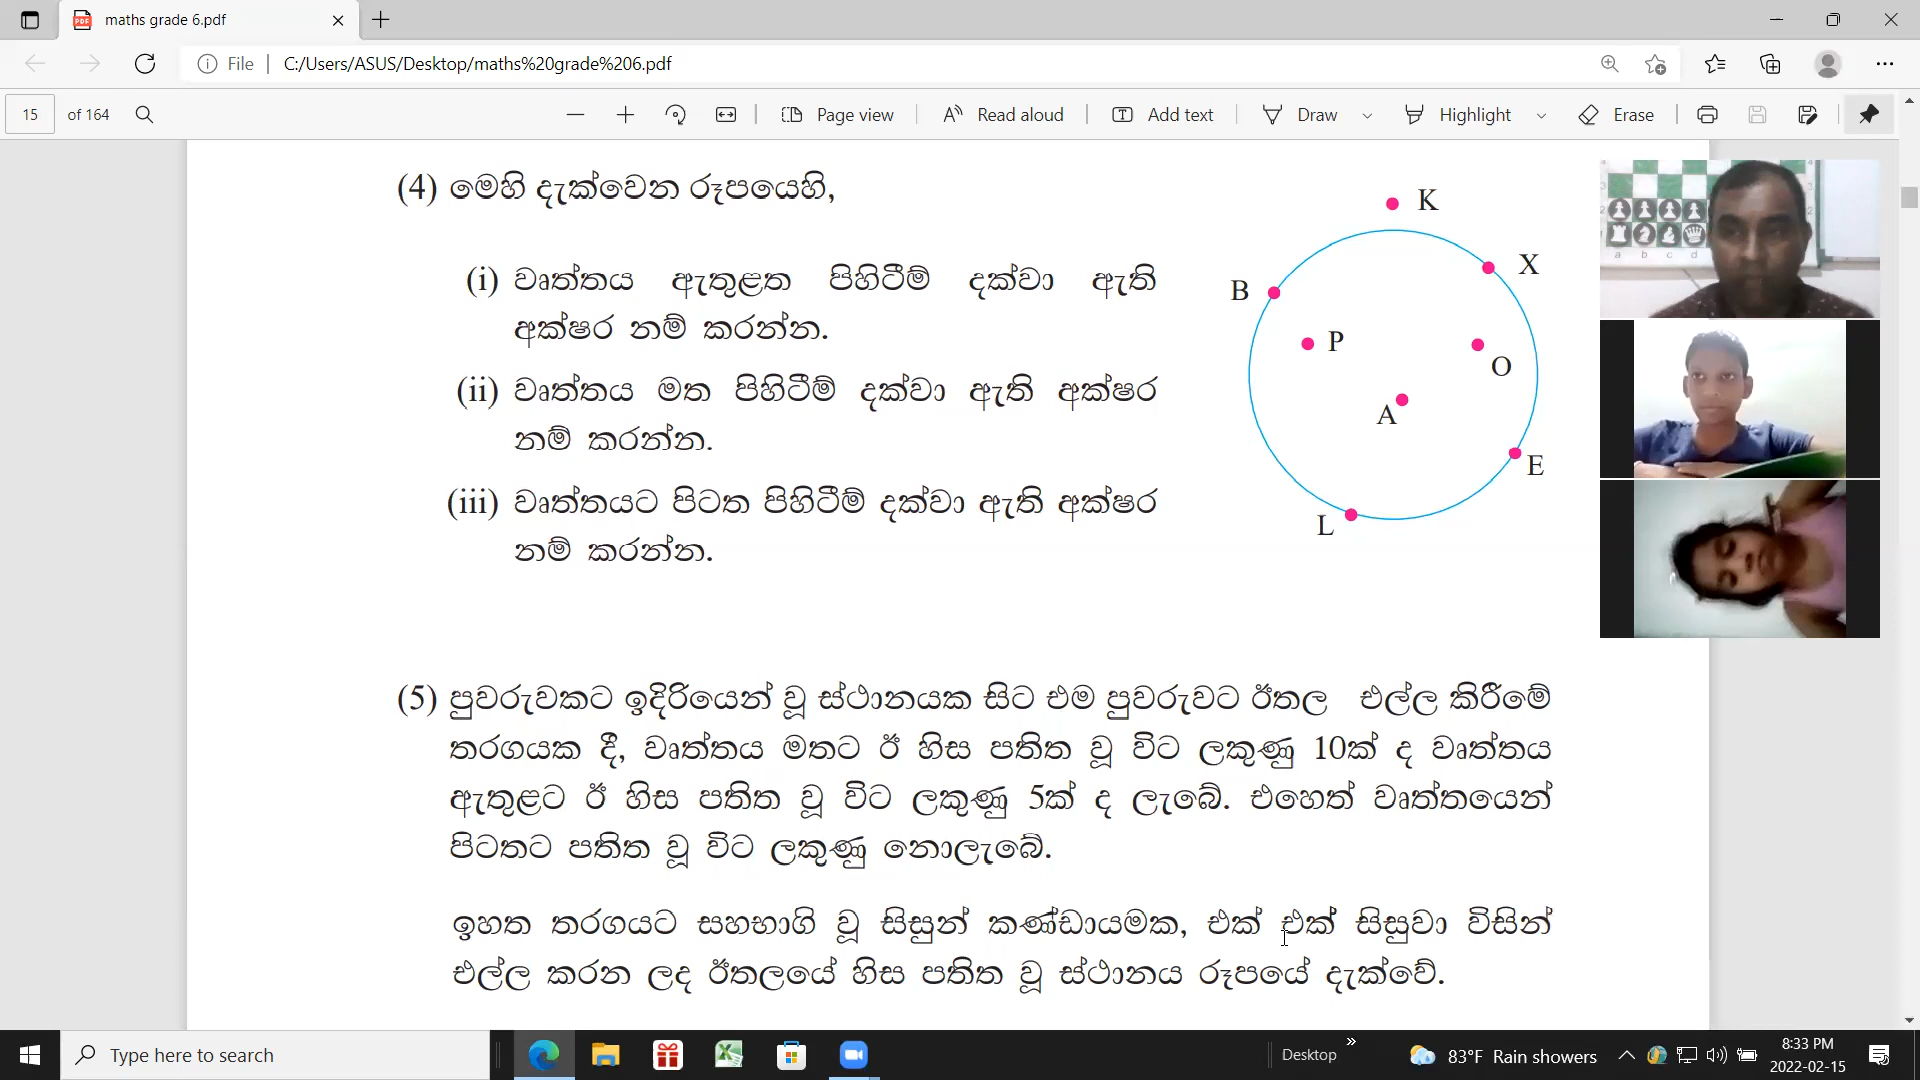 maths grade 6.pdf
File
C:/Users/ASUS/Desktop/maths%20grade%206.pdf
15 of 164
Page view
Read aloud
Add text
Draw
Highlight
Erase
(4) මෙහි දැක්වෙන රූපයෙහි,
(i) වෘත්තය ඇතුළත පිහිටීම් දක්වා ඇති
අක්ෂර නම් කරන්න.
(ii) වෘත්තය මත පිහිටීම් දක්වා ඇති අක්ෂර
නම් කරන්න.
(iii) වෘත්තයට පිටත පිහිටීම් දක්වා ඇති අක්ෂර
නම් කරන්න.
K
X
B
P
O
A
E
L
(5) පුවරුවකට ඉදිරියෙන් වූ ස්ථානයක සිට එම පුවරුවට ඊතල එල්ල කිරීමේ
තරගයක දී, වෘත්තය මතට ඊ හිස පතිත වූ විට ලකුණු 10ක් ද වෘත්තය
ඇතුළට ඊ හිස පතිත වූ විට ලකුණු 5ක් ද ලැබේ. එහෙත් වෘත්තයෙන්
පිටතට පතිත වූ විට ලකුණු නොලැබේ.
ඉහත තරගයට සහභාගි වූ සිසුන් කණ්ඩායමක, එක් එක් සිසුවා විසින්
එල්ල කරන ලද ඊතලයේ හිස පතිත වූ ස්ථානය රූපයේ දැක්වේ.
a b c d
Type here to search
Desktop
83°F Rain showers
8:33 PM
2022-02-15